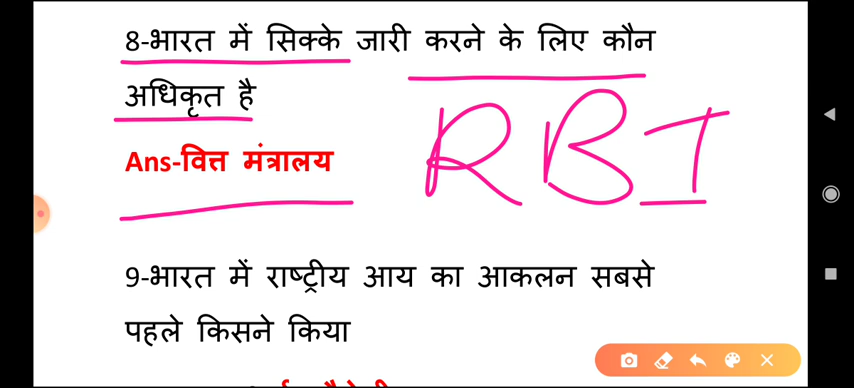 8-भारत में सिक्के जारी करने के लिए कौन
अधिकृत है
Ans-वित्त मंत्रालय
RBI
9-भारत में राष्ट्रीय आय का आकलन सबसे
पहले किसने किया